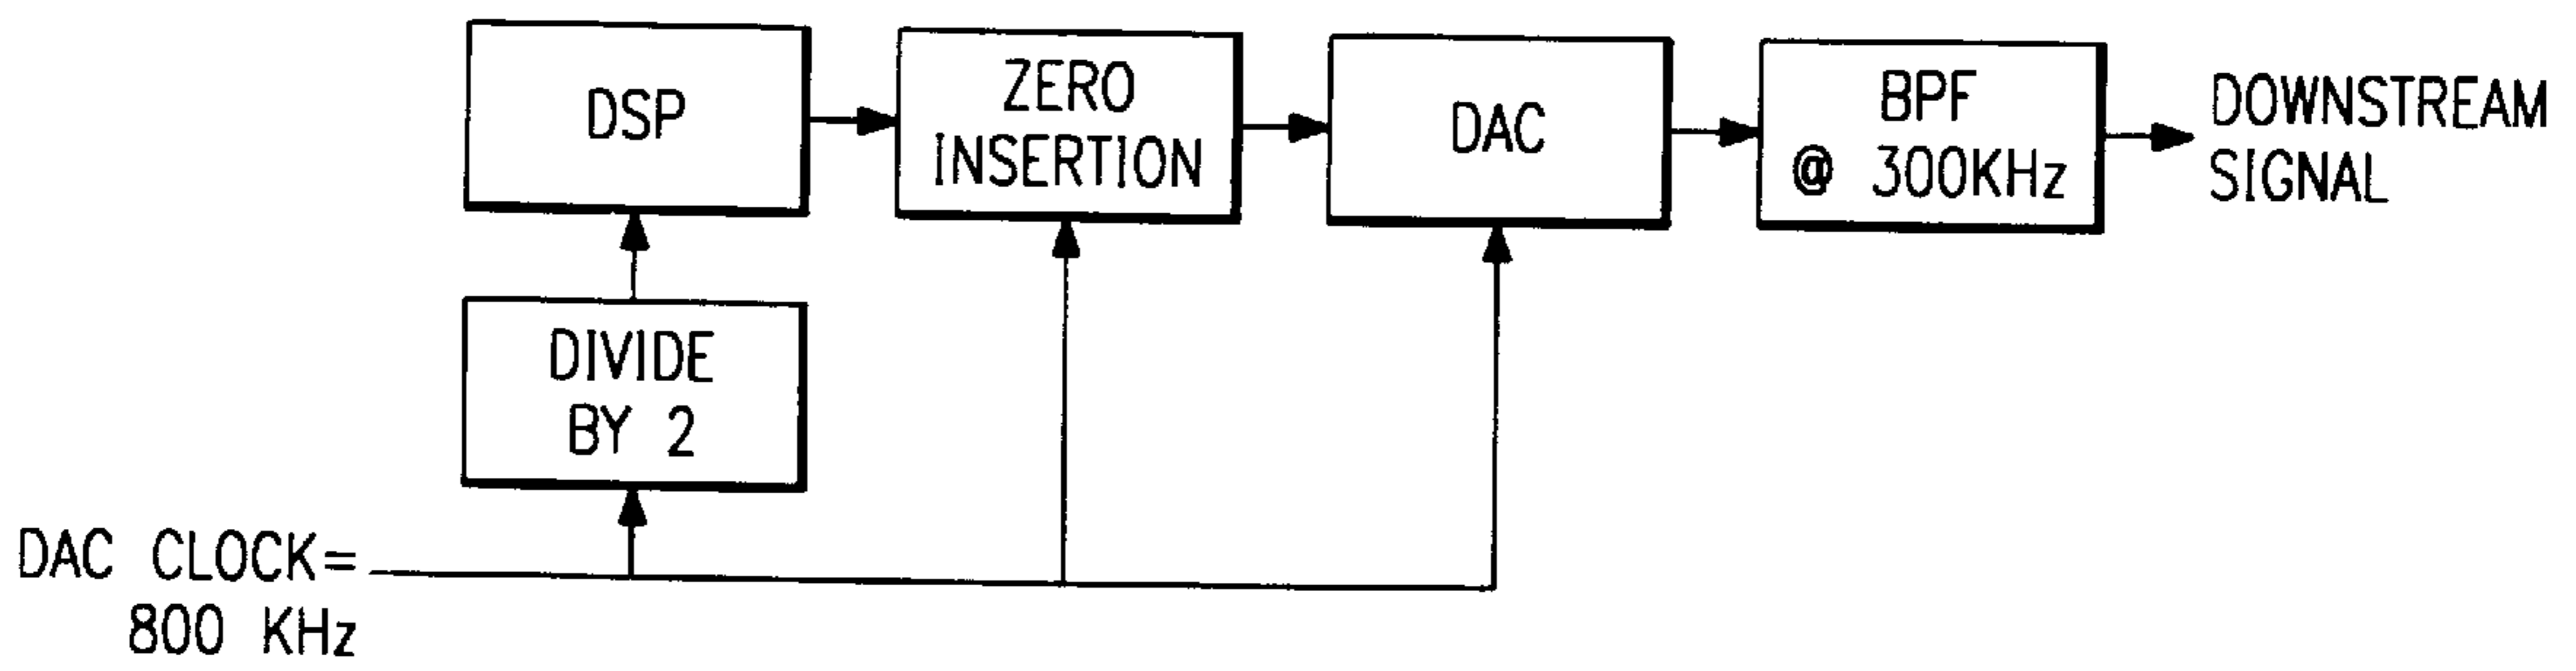 DSP
ZERO
INSERTION
DAC
BPF
@ 300KHz
DOWNSTREAM
SIGNAL
DIVIDE
BY 2
DAC CLOCK=
800 KHz